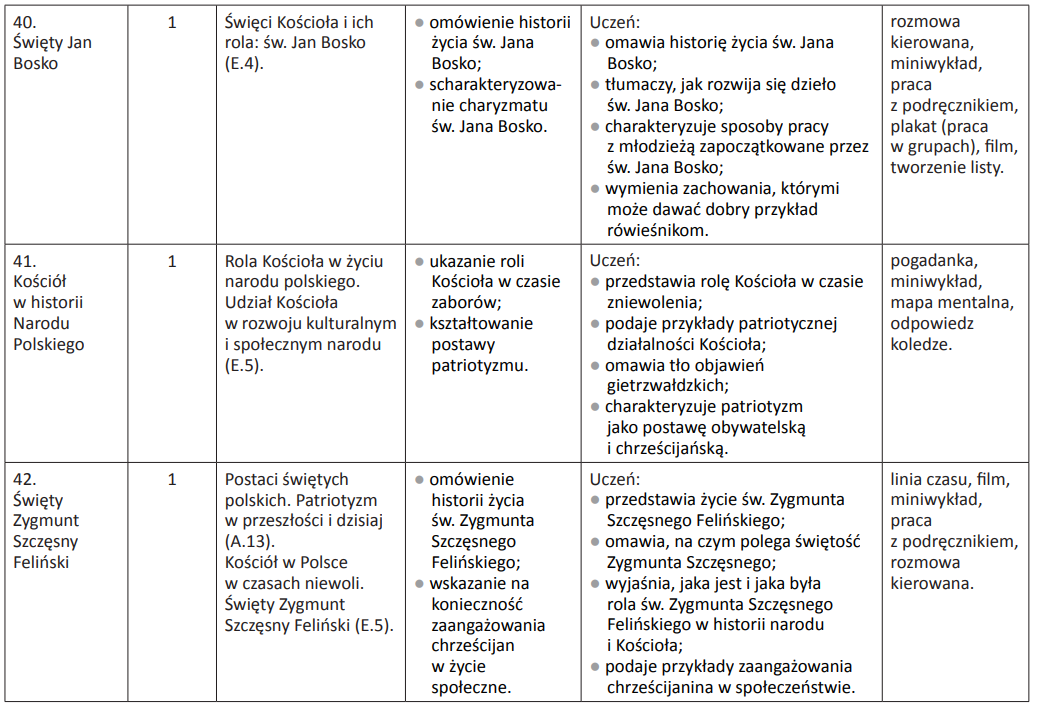 40.
Święty Jan
Bosko
1
Święci Kościoła i ich
rola: św. Jan Bosko
(E.4).
● omówienie historii
życia św. Jana
Bosko;
● scharakteryzowa-
nie charyzmatu
św. Jana Bosko.
Uczeń:
● omawia historię życia św. Jana
Bosko;
● tłumaczy, jak rozwija się dzieło
św. Jana Bosko;
● charakteryzuje sposoby pracy
z młodzieżą zapoczątkowane przez
św. Jana Bosko;
● wymienia zachowania, którymi
może dawać dobry przykład
rówieśnikom.
rozmowa
kierowana,
miniwykład,
praca
z podręcznikiem,
plakat (praca
w grupach), film,
tworzenie listy.
41.
Kościół
w historii
Narodu
Polskiego
1
Rola Kościoła w życiu
narodu polskiego.
Udział Kościoła
w rozwoju kulturalnym
i społecznym narodu
(E.5).
● ukazanie roli
Kościoła w czasie
zaborów;
● kształtowanie
postawy
patriotyzmu.
Uczeń:
● przedstawia rolę Kościoła w czasie
zniewolenia;
● podaje przykłady patriotycznej
działalności Kościoła;
● omawia tło objawień
gietrzwałdzkich;
● charakteryzuje patriotyzm
jako postawę obywatelską
i chrześcijańską.
pogadanka,
miniwykład,
mapa mentalna,
odpowiedz
koledze.
42.
Święty
Zygmunt
Szczęsny
Feliński
1
Postaci świętych
polskich. Patriotyzm
w przeszłości i dzisiaj
(A.13).
Kościół w Polsce
w czasach niewoli.
Święty Zygmunt
Szczęsny Feliński (E.5).
● omówienie
historii życia
św. Zygmunta
Szczęsnego
Felińskiego;
● wskazanie na
konieczność
zaangażowania
chrześcijan
w życie
społeczne.
Uczeń:
● przedstawia życie św. Zygmunta
Szczęsnego Felińskiego;
● omawia, na czym polega świętość
Zygmunta Szczęsnego;
● wyjaśnia, jaka jest i jaka była
rola św. Zygmunta Szczęsnego
Felińskiego w historii narodu
i Kościoła;
● podaje przykłady zaangażowania
chrześcijanina w społeczeństwie.
linia czasu, film,
miniwykład,
praca
z podręcznikiem,
rozmowa
kierowana.